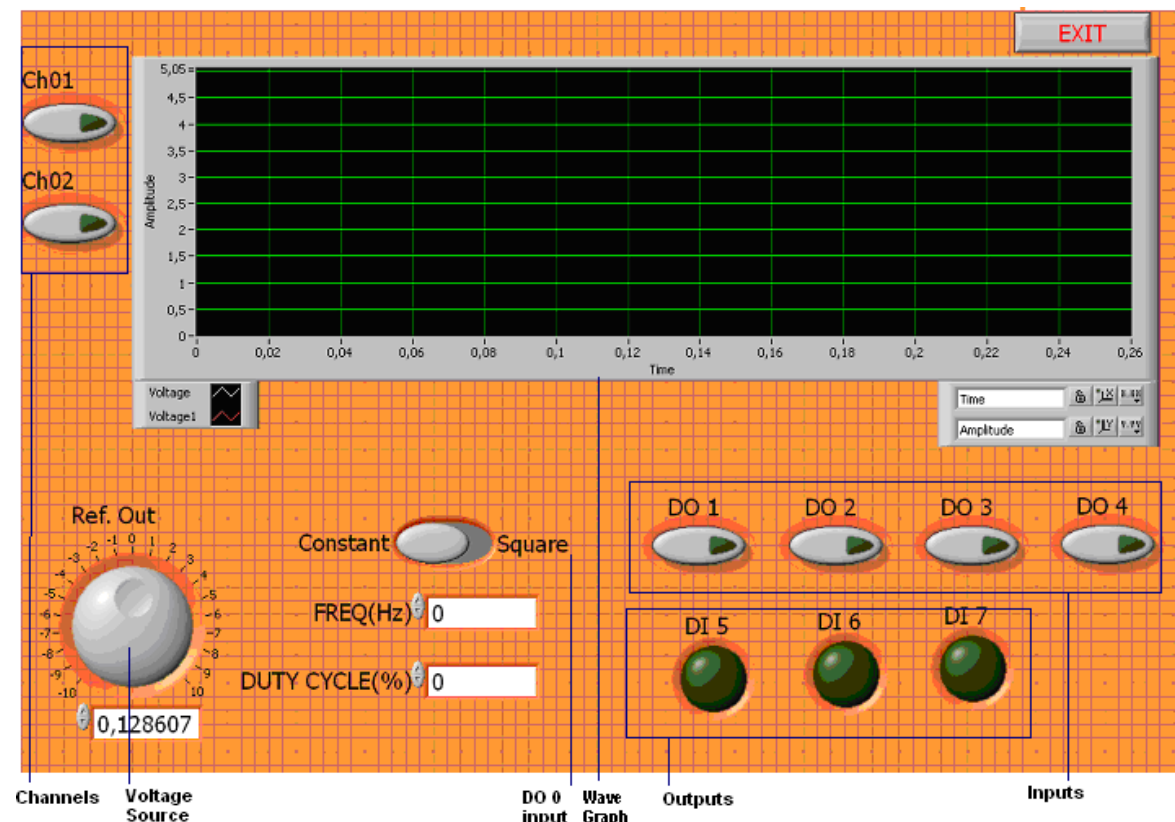 EXIT
Ch01
Ch02
5,05
4,5
4
3,5
3
2,5
2
1,5
1
0,5
0
Amplitude
0 0,02 0,04 0,06 0,08 0,1 0,12 0,14 0,16 0,18 0,2 0,22 0,24 0,26
Time
Voltage
Voltage1
Time
Amplitude
Ref. Out
-10 -9 -8 -7 -6 -5 -4 -3 -2 -1 0 1 2 3 4 5 -6 -7 -8 9 10
0,128607
Constant Square
FREQ(Hz) 0
DUTY CYCLE(%) 0
DO 1 DO 2 DO 3 DO 4
DI 5 DI 6 DI 7
Channels
Voltage Source
DO 0 input
Wave Graph
Outputs
Inputs